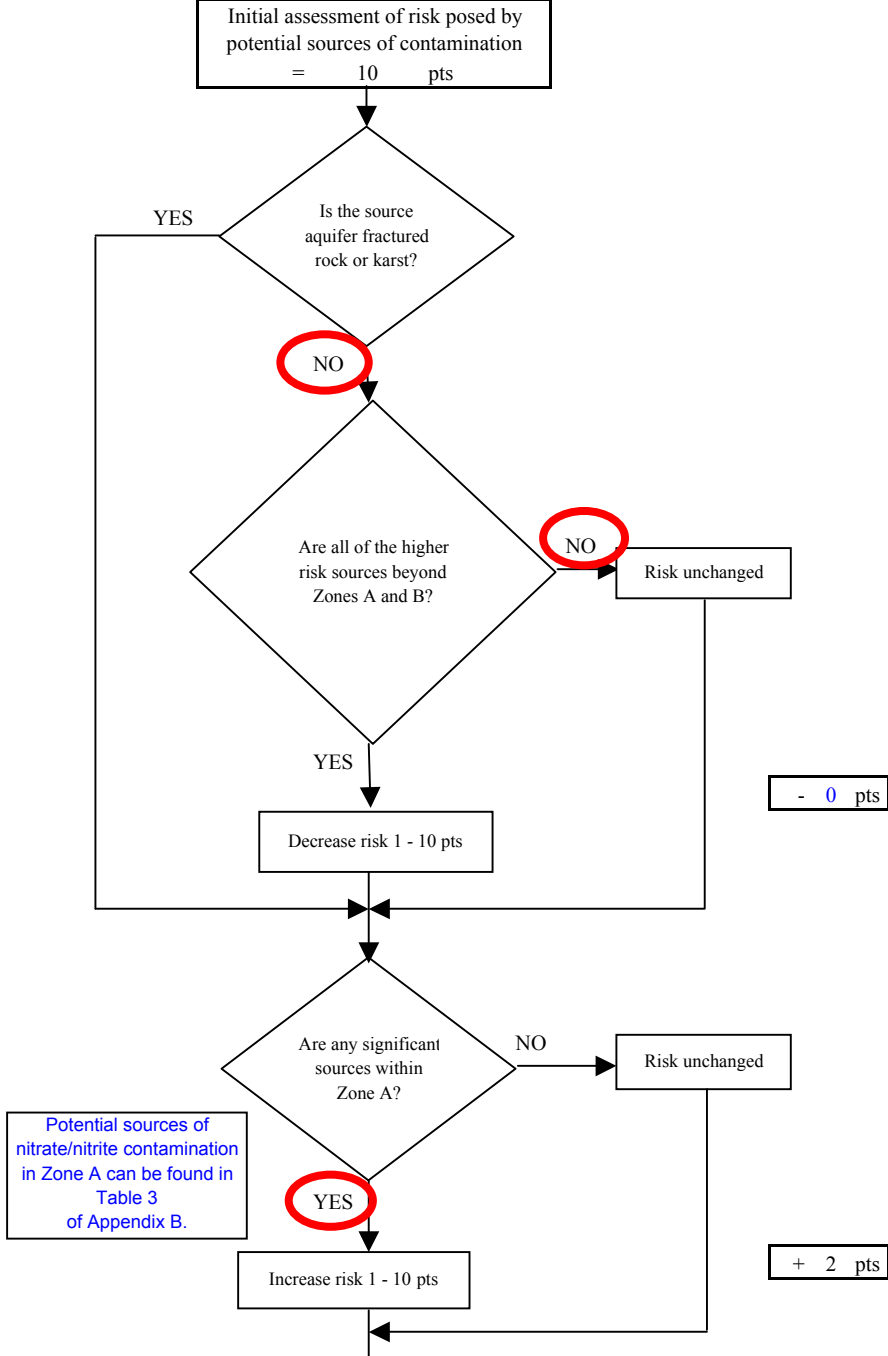 Initial assessment of risk posed by
potential sources of contamination
= 10 pts
YES
Is the source
aquifer fractured
rock or karst?
NO
Are all of the higher
risk sources beyond
Zones A and B?
NO
Risk unchanged
YES
- 0 pts
Decrease risk 1 - 10 pts
Are any significant
sources within
Zone A?
NO
Risk unchanged
Potential sources of
nitrate/nitrite contamination
in Zone A can be found in
Table 3
of Appendix B.
YES
+ 2 pts
Increase risk 1 - 10 pts